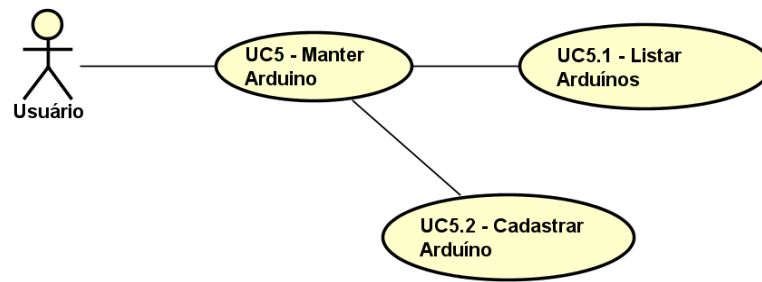 Usuário
UC5 - Manter
Arduino
UC5.1 - Listar
Arduínos
UC5.2 - Cadastrar
Arduíno